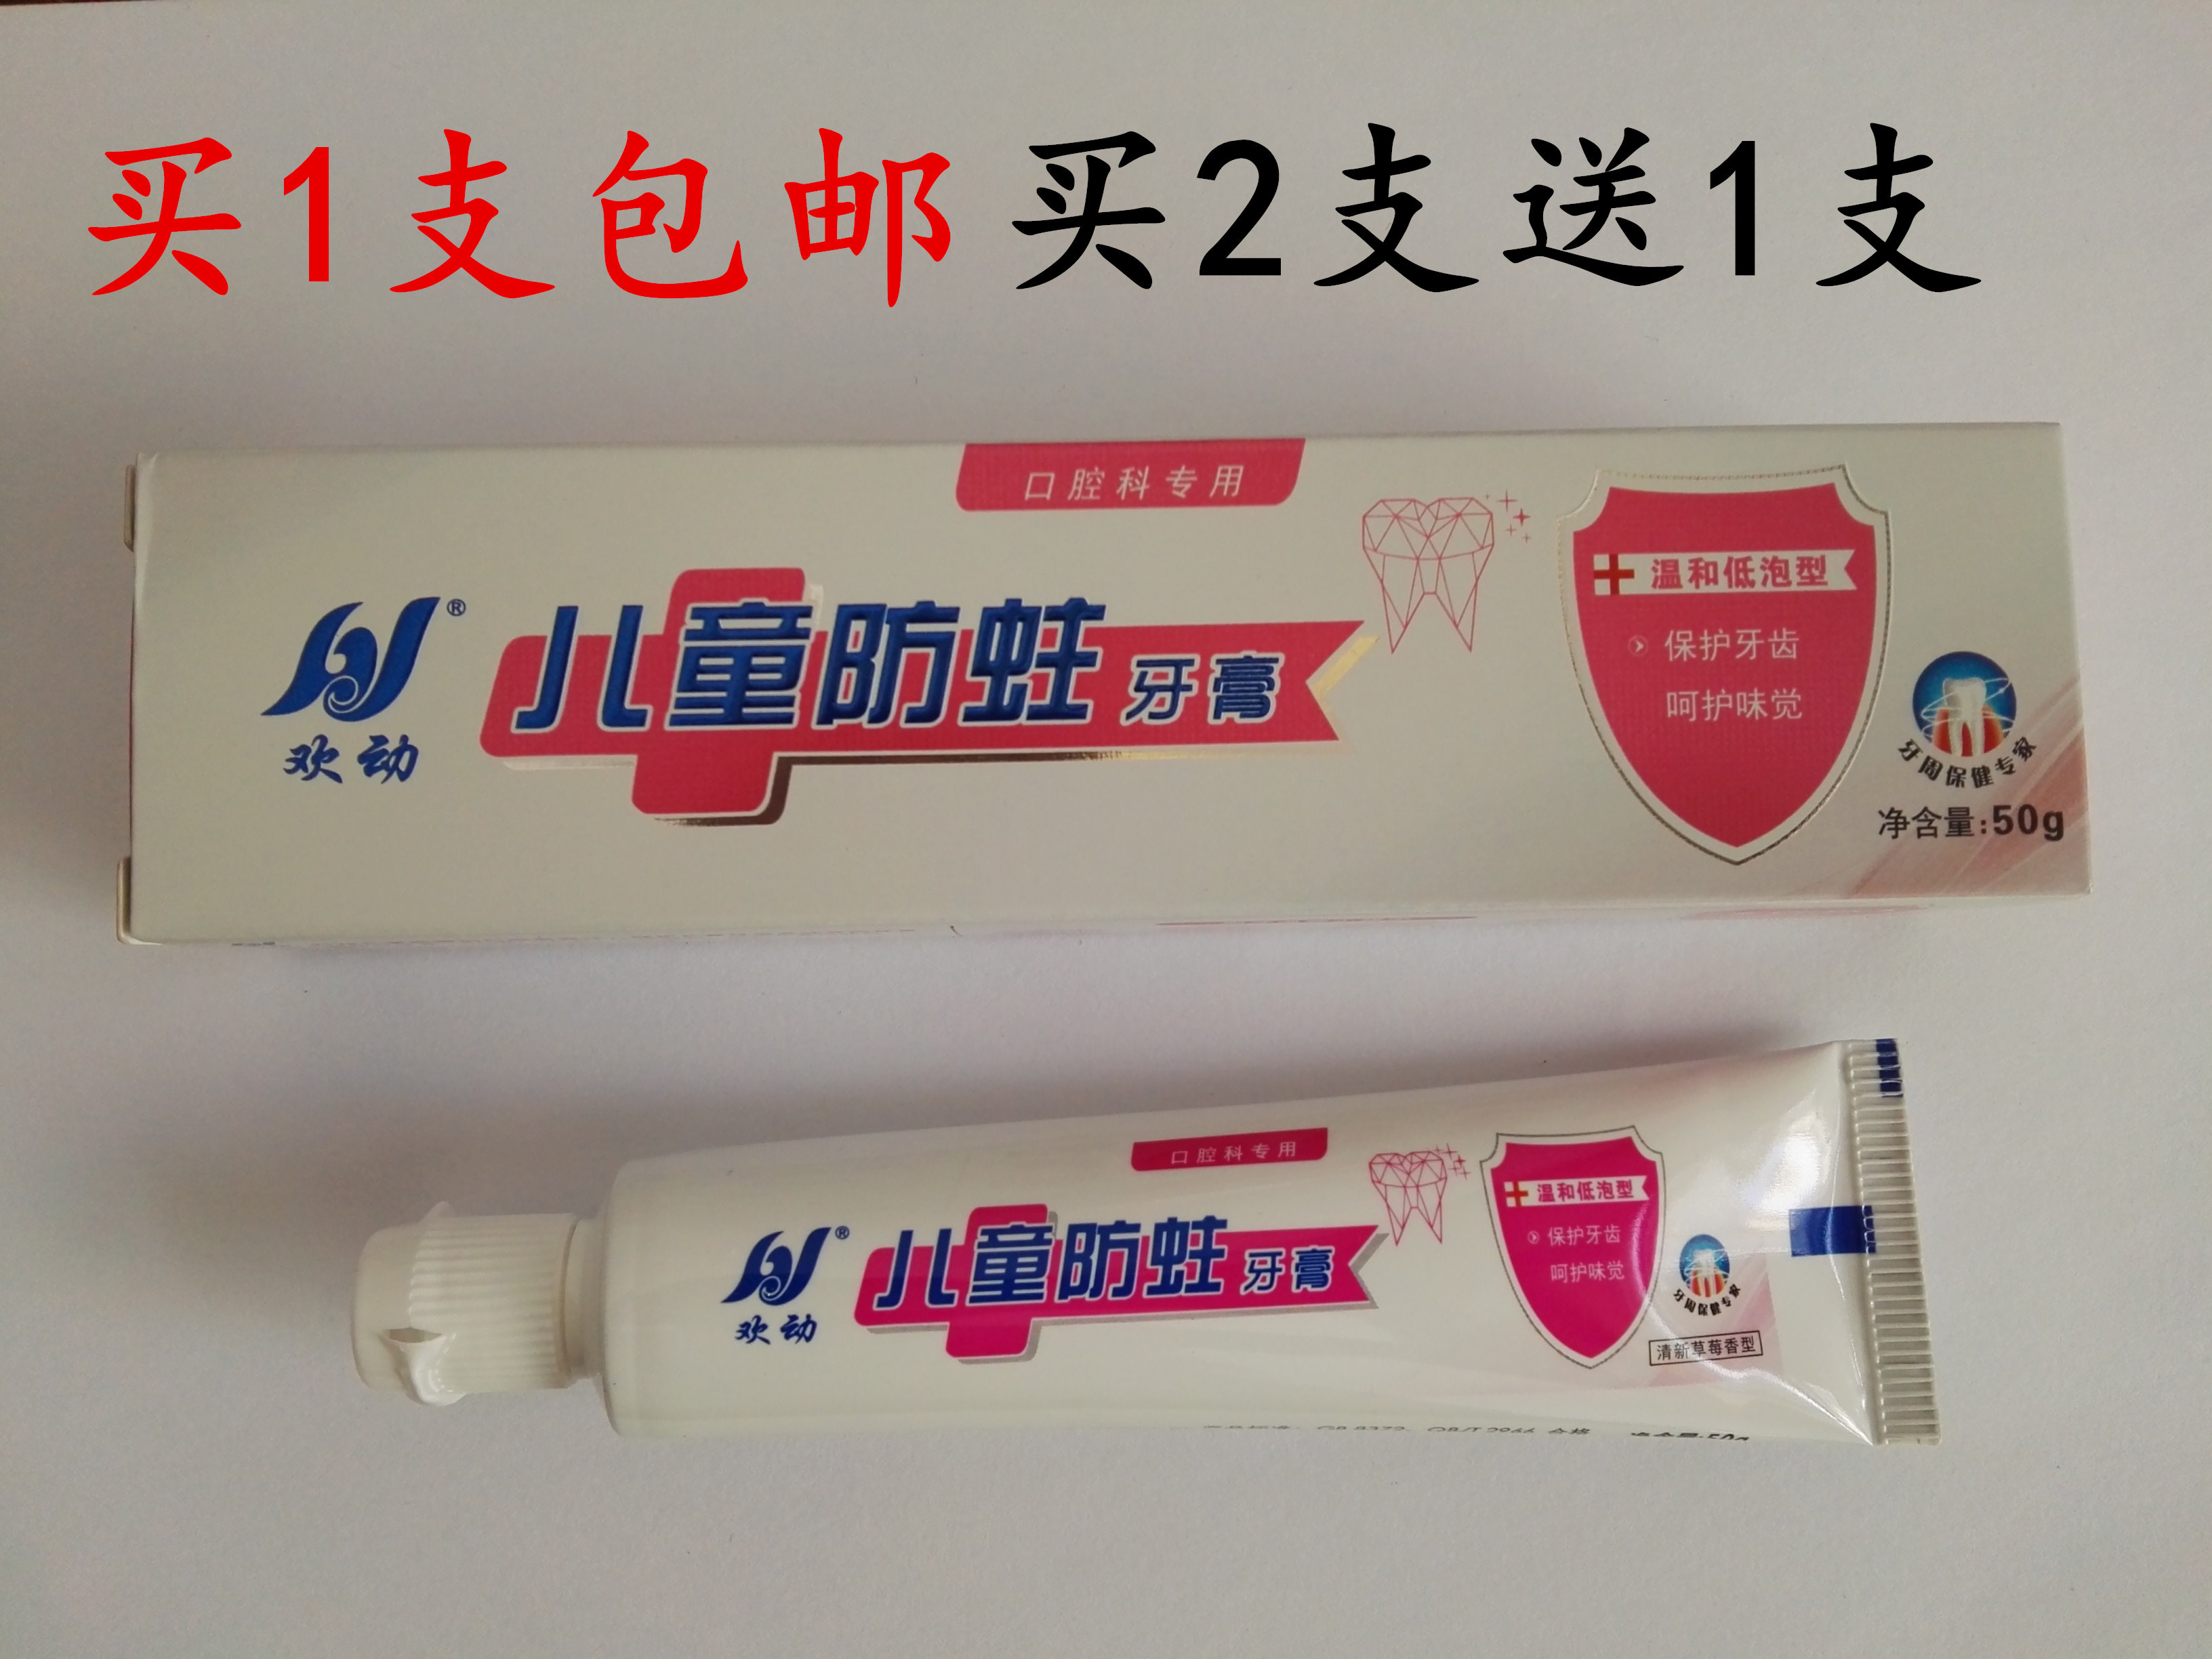 买1支包邮 买2支送1支
口腔科专用
欢动®
儿童防蛀牙膏
温和低泡型
保护牙齿
呵护味觉
牙周保健专家
净含量:50g
口腔科专用
欢动®
儿童防蛀牙膏
温和低泡型
保护牙齿
呵护味觉
牙周保健专家
清新草莓香型